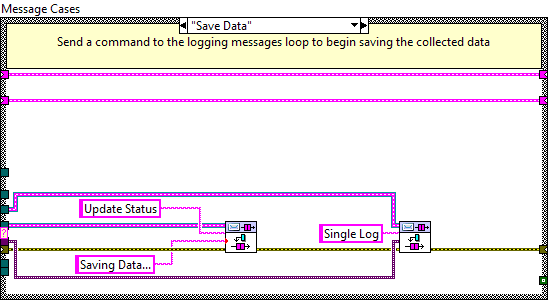 Message Cases
"Save Data"
Send a command to the logging messages loop to begin saving the collected data
Update Status
?
Single Log
Saving Data...